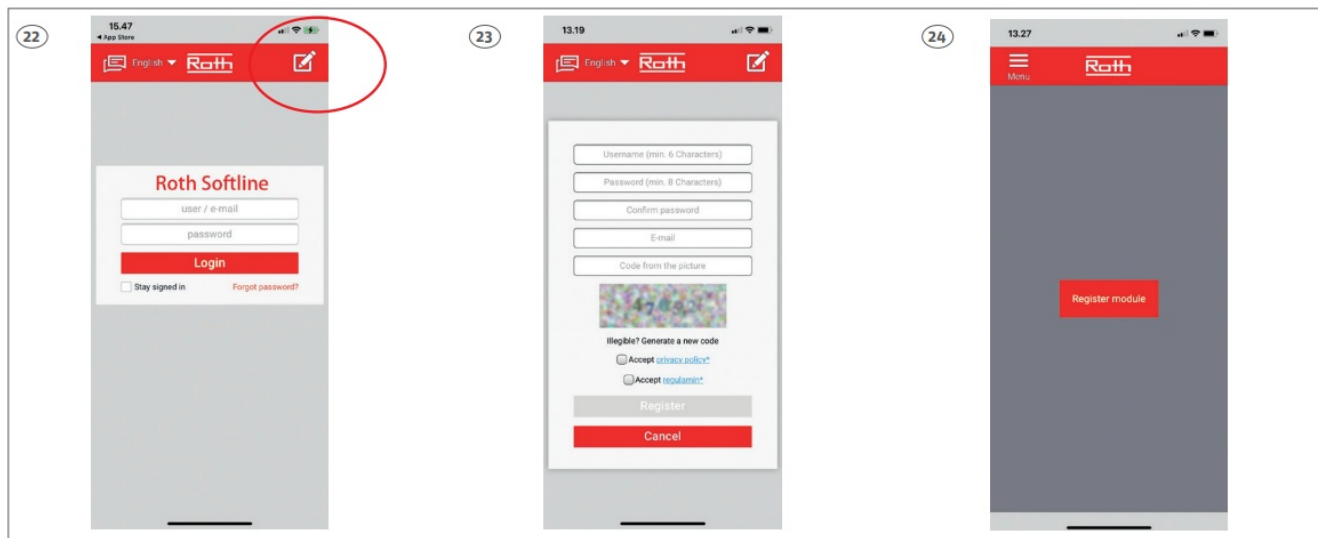 22
15.47
App Store
English
Roth
Roth Softline
user / e-mail
password
Login
Stay signed in
Forgot password?
23
13.19
English
Roth
Username (min. 6 Characters)
Password (min. 8 Characters)
Confirm password
E-mail
Code from the picture
Illegible? Generate a new code
Accept privacy policy*
Accept regulamin*
Register
Cancel
24
13.27
Menu
Roth
Register module